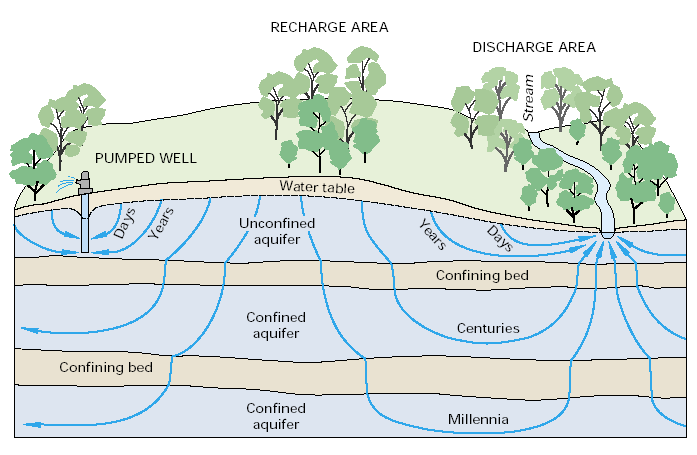 RECHARGE AREA
DISCHARGE AREA
Stream
PUMPED WELL
Water table
Days
Years
Unconfined
aquifer
Years
Days
Confining bed
Confined
aquifer
Centuries
Confining bed
Confined
aquifer
Millennia